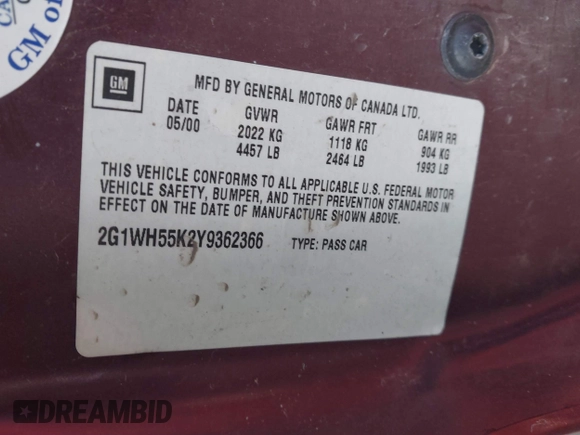 CA
GM of
GM
MFD BY GENERAL MOTORS OF CANADA LTD.
DATE GVWR GAWR FRT GAWR RR
05/00 2022 KG 1118 KG 904 KG
4457 LB 2464 LB 1993 LB
THIS VEHICLE CONFORMS TO ALL APPLICABLE U.S. FEDERAL MOTOR
VEHICLE SAFETY, BUMPER, AND THEFT PREVENTION STANDARDS IN
EFFECT ON THE DATE OF MANUFACTURE SHOWN ABOVE.
2G1WH55K2Y9362366 TYPE: PASS CAR
DREAMBID